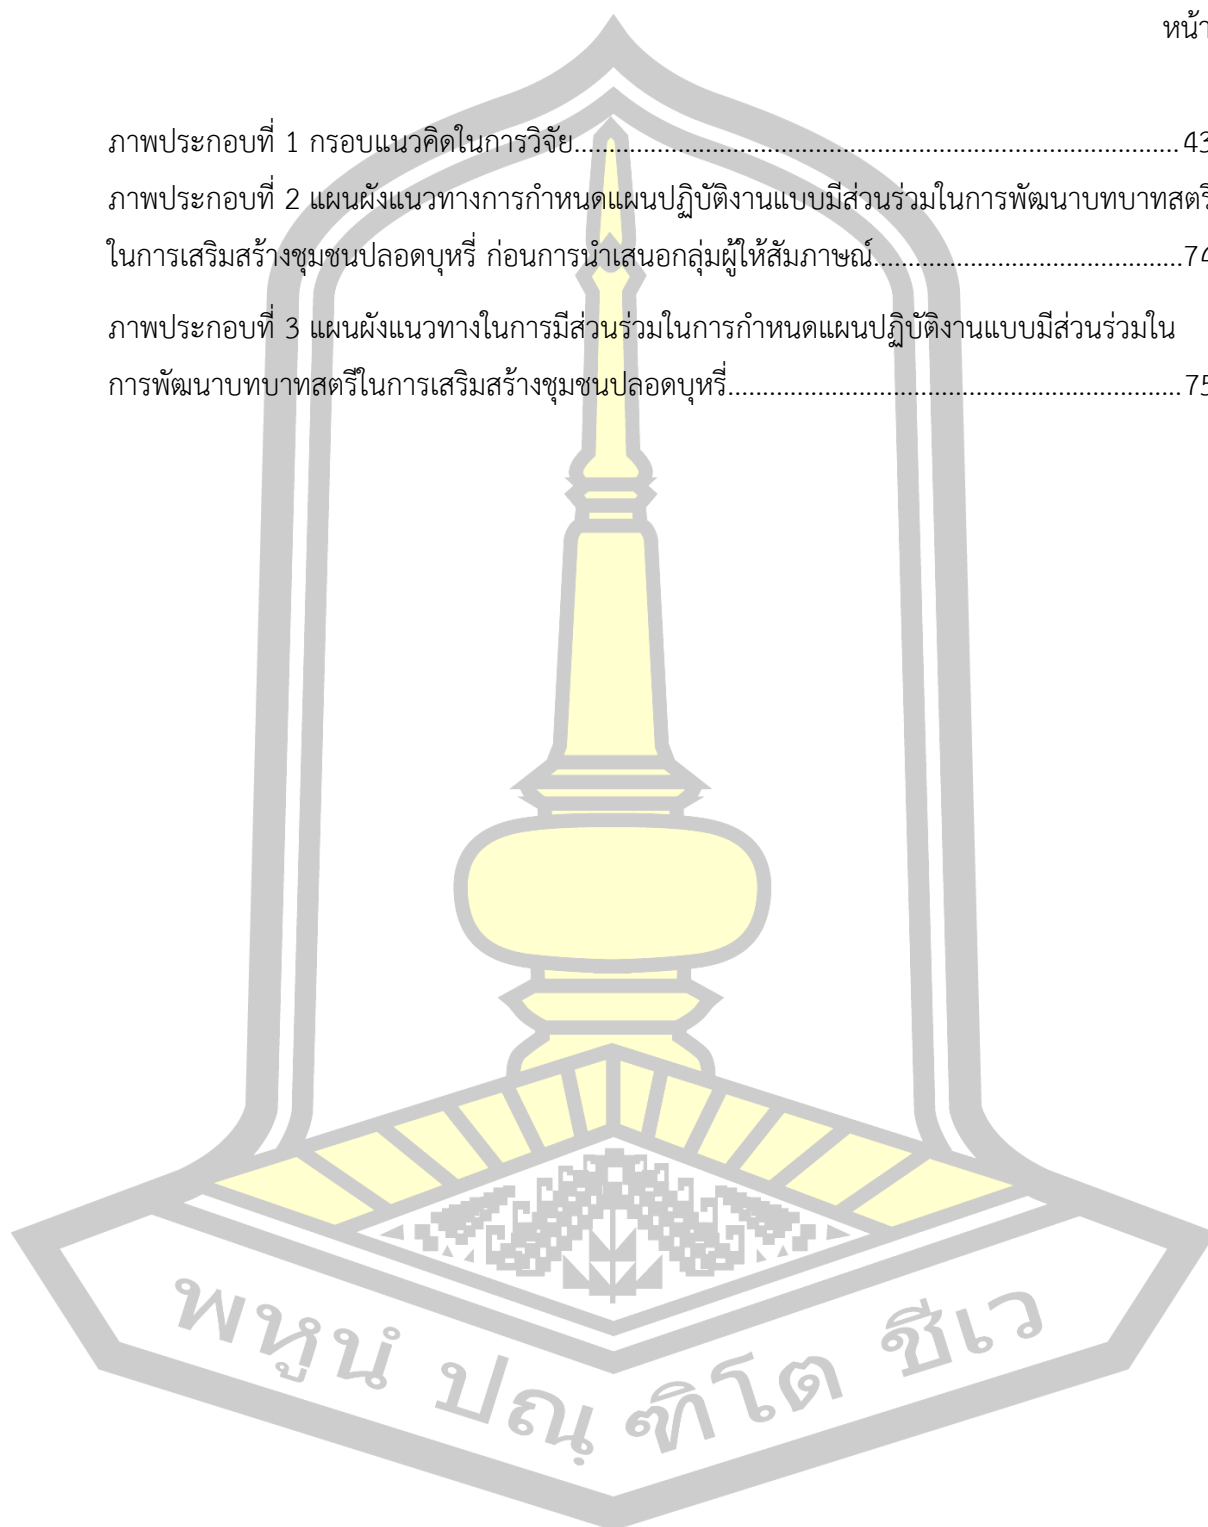 หน้า
ภาพประกอบที่ 1 กรอบแนวคิดในการวิจัย...................................................................................... 43
ภาพประกอบที่ 2 แผนผังแนวทางการกำหนดแผนปฏิบัติงานแบบมีส่วนร่วมในการพัฒนาบทบาทสตรี
ในการเสริมสร้างชุมชนปลอดบุหรี่ ก่อนการนำเสนอกลุ่มผู้ให้สัมภาษณ์............................................74
ภาพประกอบที่ 3 แผนผังแนวทางในการมีส่วนร่วมในการกำหนดแผนปฏิบัติงานแบบมีส่วนร่วมใน
การพัฒนาบทบาทสตรีในการเสริมสร้างชุมชนปลอดบุหรี่................................................................. 75
พหูนํ ปณฺฑิโต ชีเว